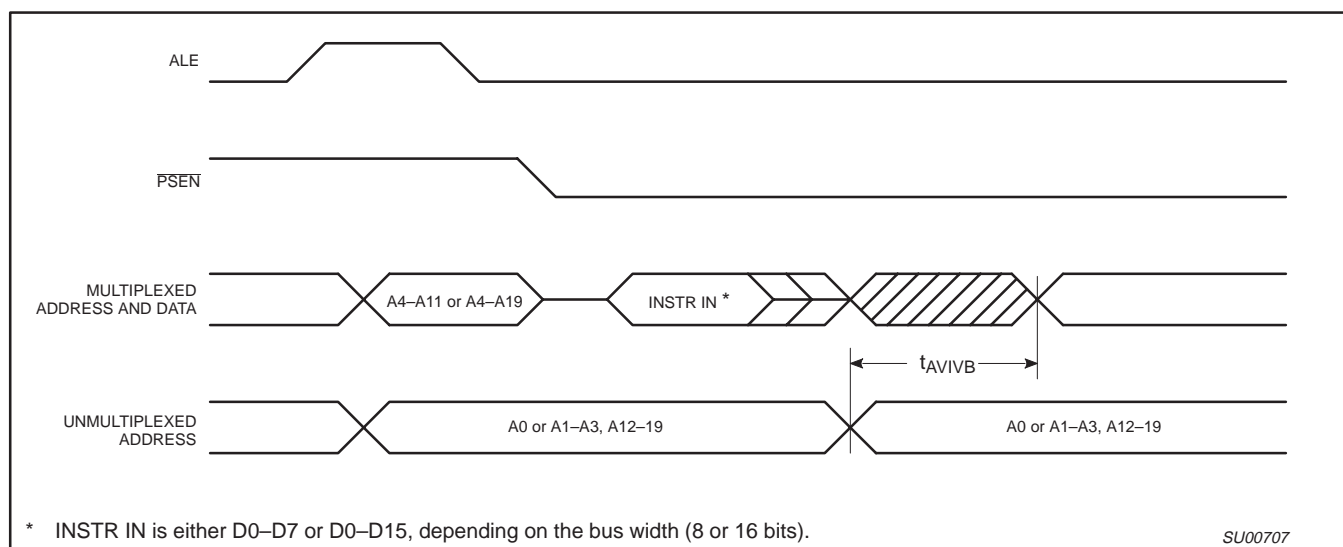 ALE
PSEN
MULTIPLEXED
ADDRESS AND DATA
A4–A11 or A4–A19
INSTR IN *
tAVIVB
UNMULTIPLEXED
ADDRESS
A0 or A1–A3, A12–19
A0 or A1–A3, A12–19
* INSTR IN is either D0–D7 or D0–D15, depending on the bus width (8 or 16 bits).
SU00707